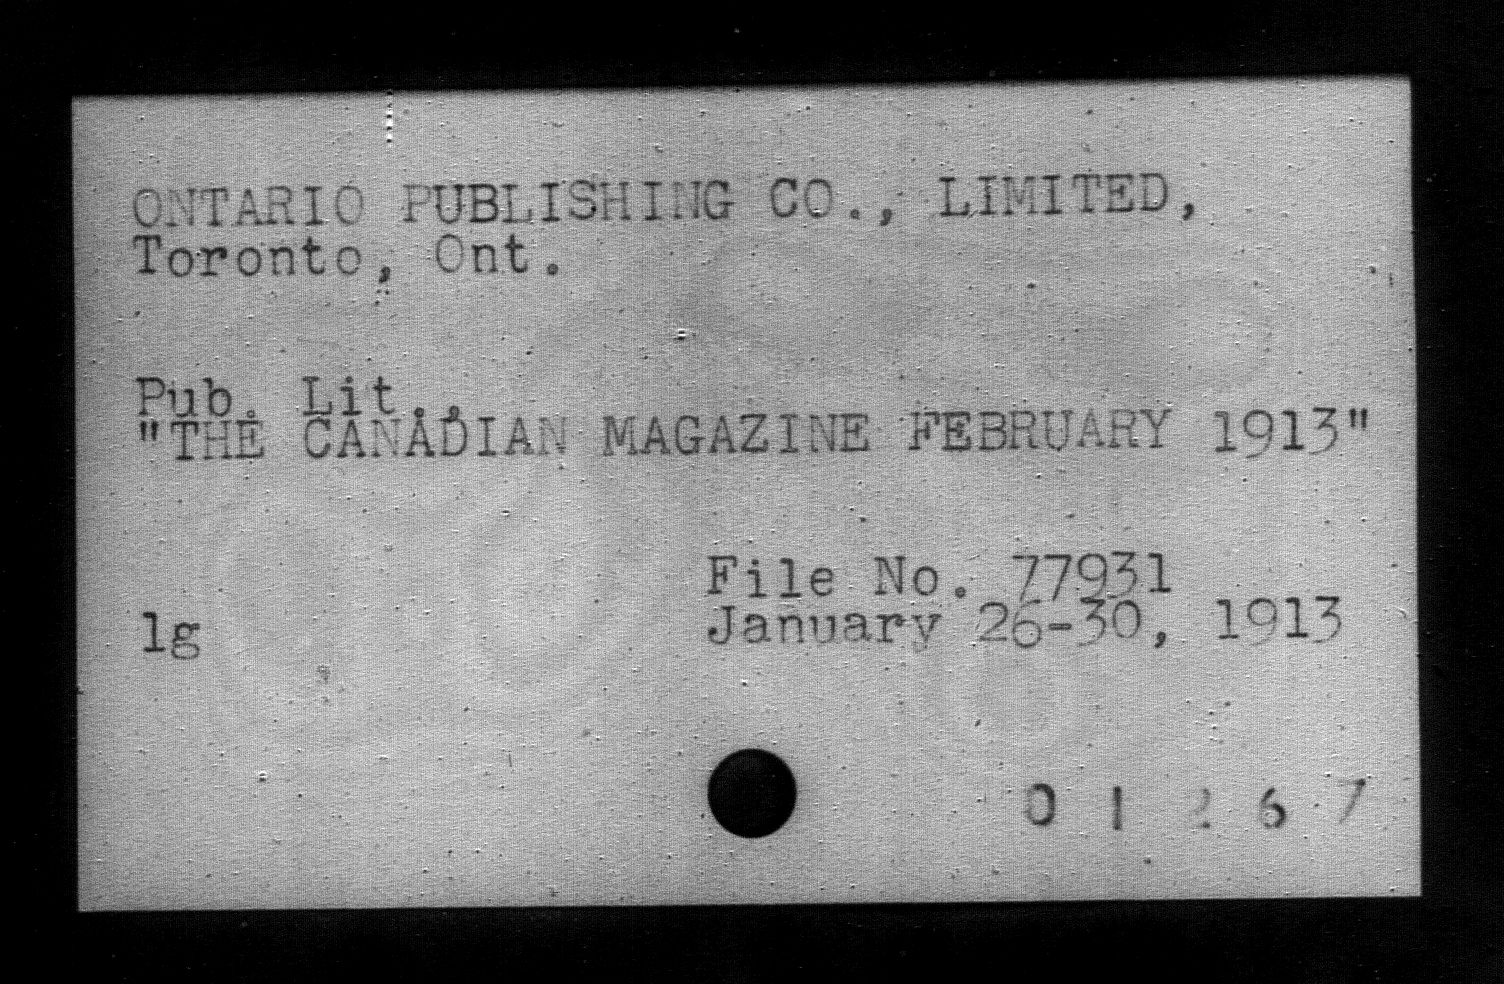 ONTARIO PUBLISHING CO., LIMITED,
Toronto, Ont.
Pub. Lit.,
"THE CANADIAN MAGAZINE FEBRUARY 1913"
File No. 77931
lg January 26-30, 1913
0 1 2 6 7